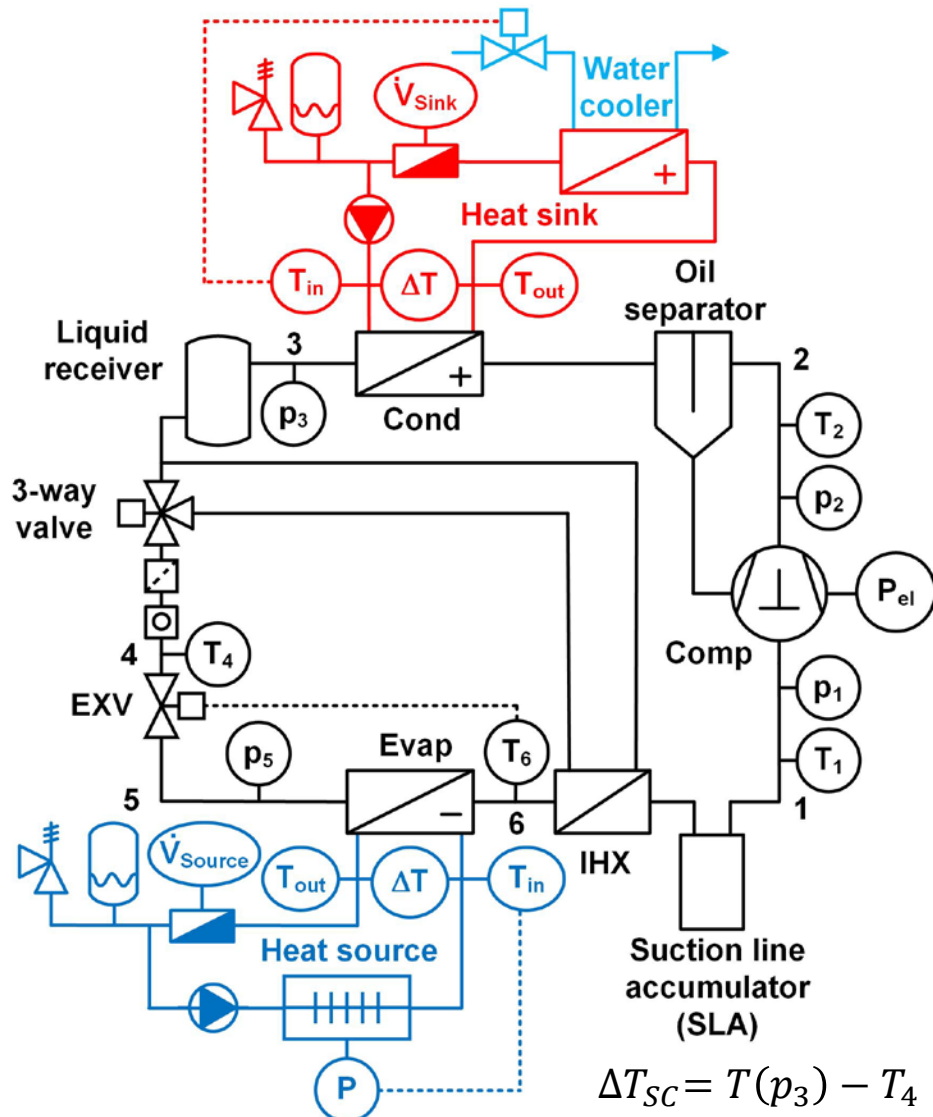 Water
cooler
V̇Sink
+
Heat sink
Tin
ΔT
Tout
Oil
separator
Liquid
receiver
3
2
p3
+
Cond
T2
3-way
valve
p2
Pel
4
T4
Comp
EXV
p1
p5
Evap
T6
T1
5
−
6
1
V̇Source
Tout
ΔT
Tin
IHX
Heat source
Suction line
accumulator
(SLA)
P
ΔTSC = T(p3) − T4